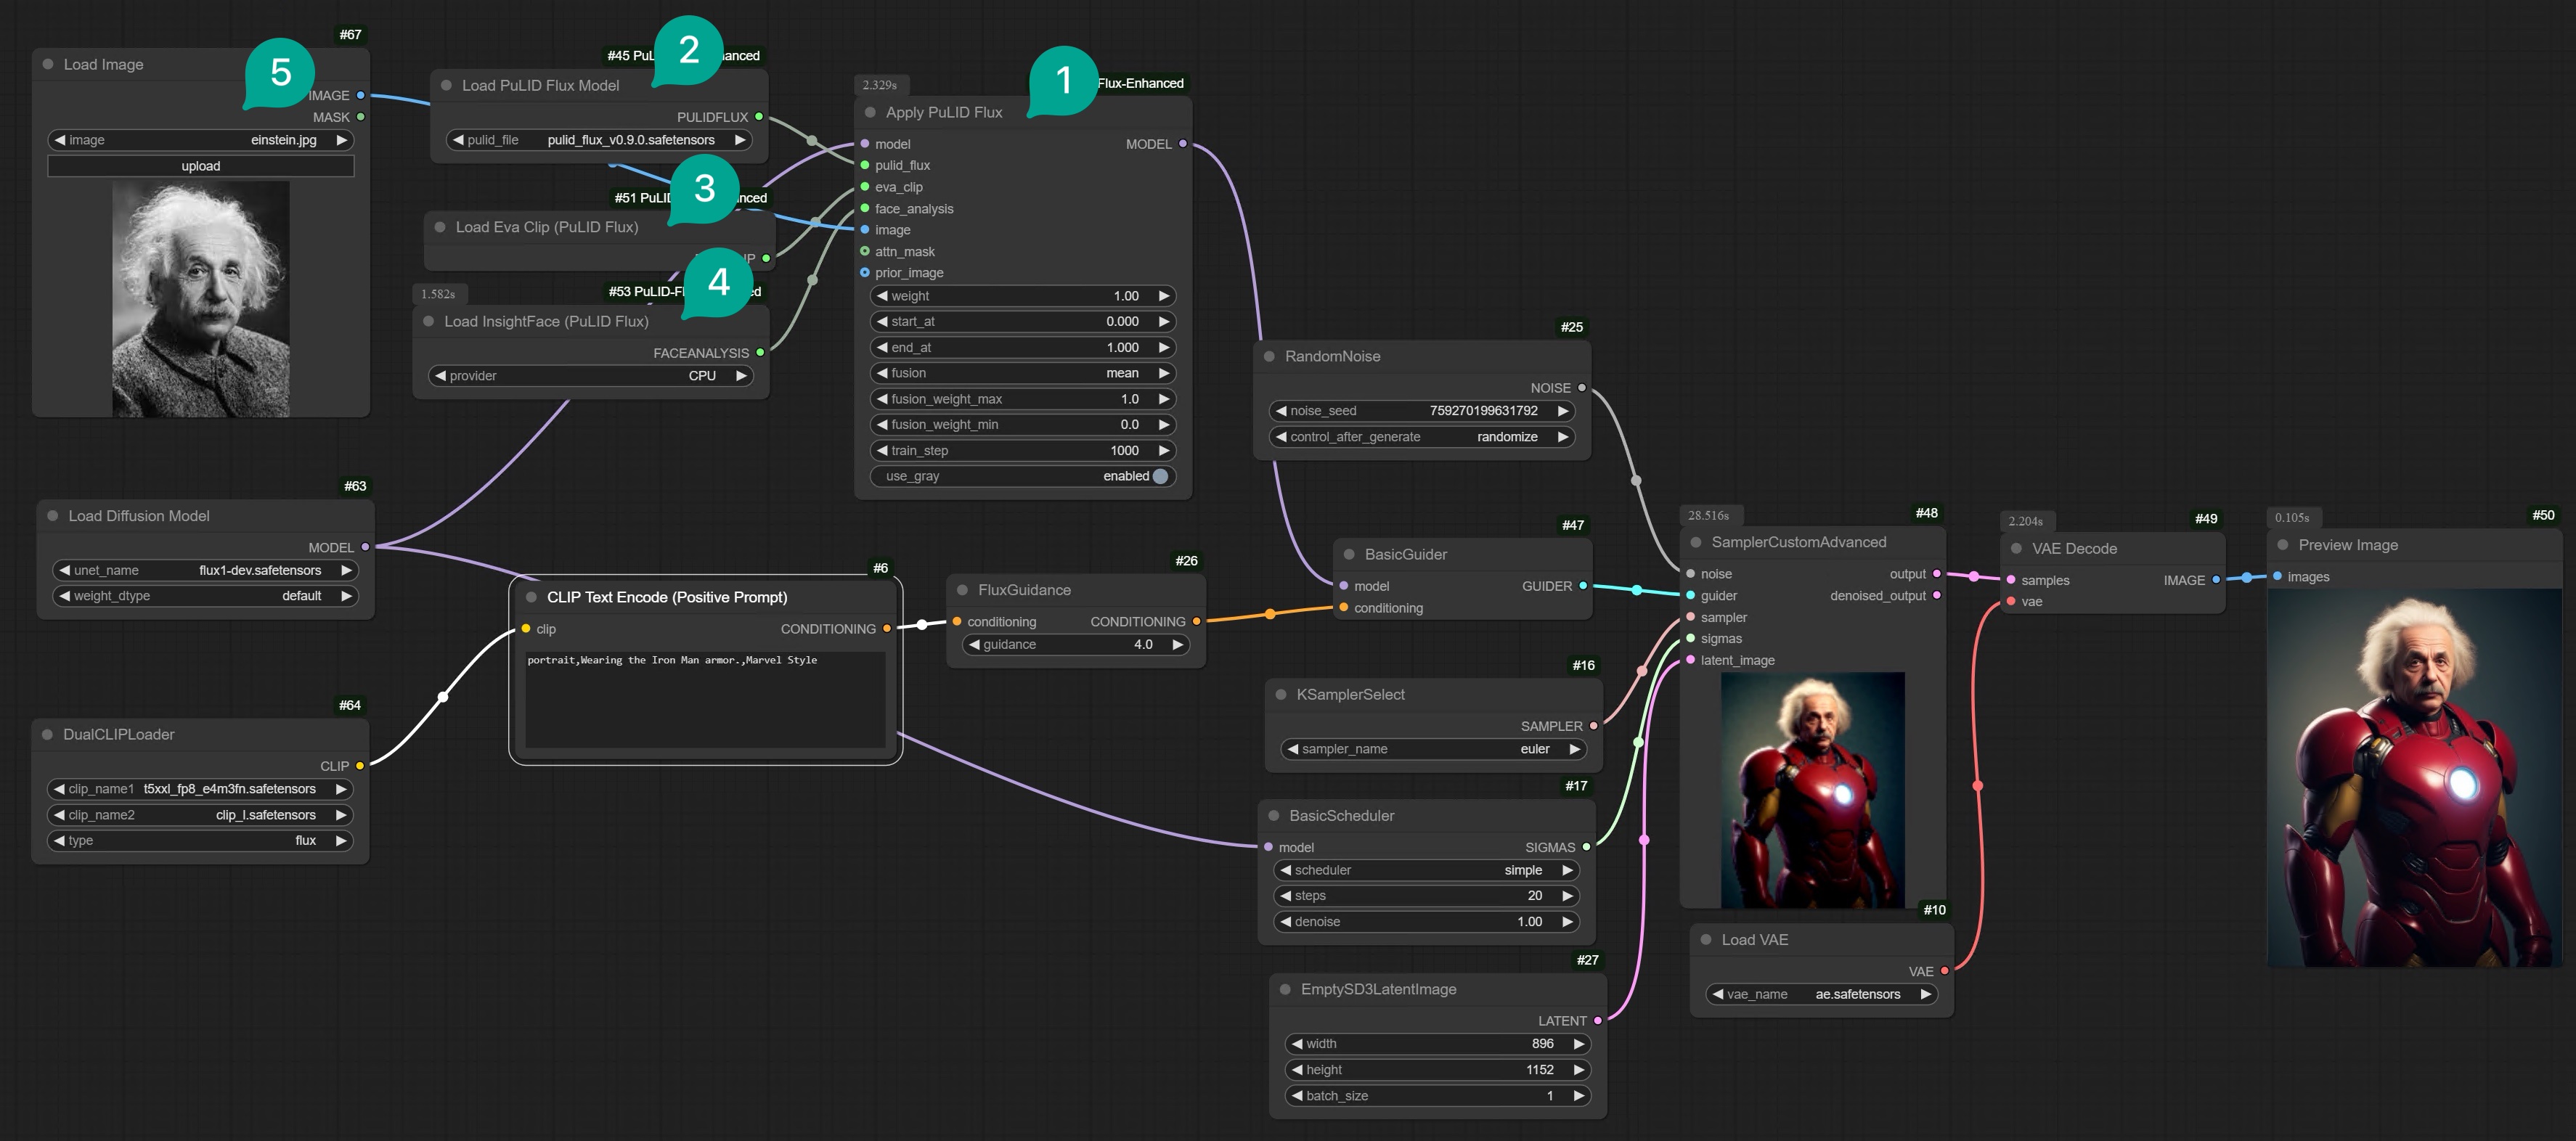 #67
Load Image
5
IMAGE
MASK
image einstein.jpg
upload
#45
2
Load PuLID Flux Model
PULIDFLUX
pulid_file pulid_flux_v0.9.0.safetensors
#51
3
Load Eva Clip (PuLID Flux)
1.582s
#53
4
Load InsightFace (PuLID Flux)
FACEANALYSIS
provider CPU
2.329s
1
Flux-Enhanced
Apply PuLID Flux
model MODEL
pulid_flux
eva_clip
face_analysis
image
attn_mask
prior_image
weight 1.00
start_at 0.000
end_at 1.000
fusion mean
fusion_weight_max 1.0
fusion_weight_min 0.0
train_step 1000
use_gray enabled
#63
Load Diffusion Model
MODEL
unet_name flux1-dev.safetensors
weight_dtype default
#64
DualCLIPLoader
CLIP
clip_name1 t5xxl_fp8_e4m3fn.safetensors
clip_name2 clip_l.safetensors
type flux
#6
CLIP Text Encode (Positive Prompt)
clip CONDITIONING
portrait,Wearing the Iron Man armor.,Marvel Style
#26
FluxGuidance
conditioning CONDITIONING
guidance 4.0
#25
RandomNoise
NOISE
noise_seed 759270199631792
control_after_generate randomize
#47
BasicGuider
model GUIDER
conditioning
#16
KSamplerSelect
SAMPLER
sampler_name euler
#17
BasicScheduler
model SIGMAS
scheduler simple
steps 20
denoise 1.00
#27
EmptySD3LatentImage
LATENT
width 896
height 1152
batch_size 1
28.516s
#48
SamplerCustomAdvanced
noise output
guider denoised_output
sampler
sigmas
latent_image
#10
Load VAE
VAE
vae_name ae.safetensors
2.204s
#49
VAE Decode
samples IMAGE
vae
0.105s
#50
Preview Image
images